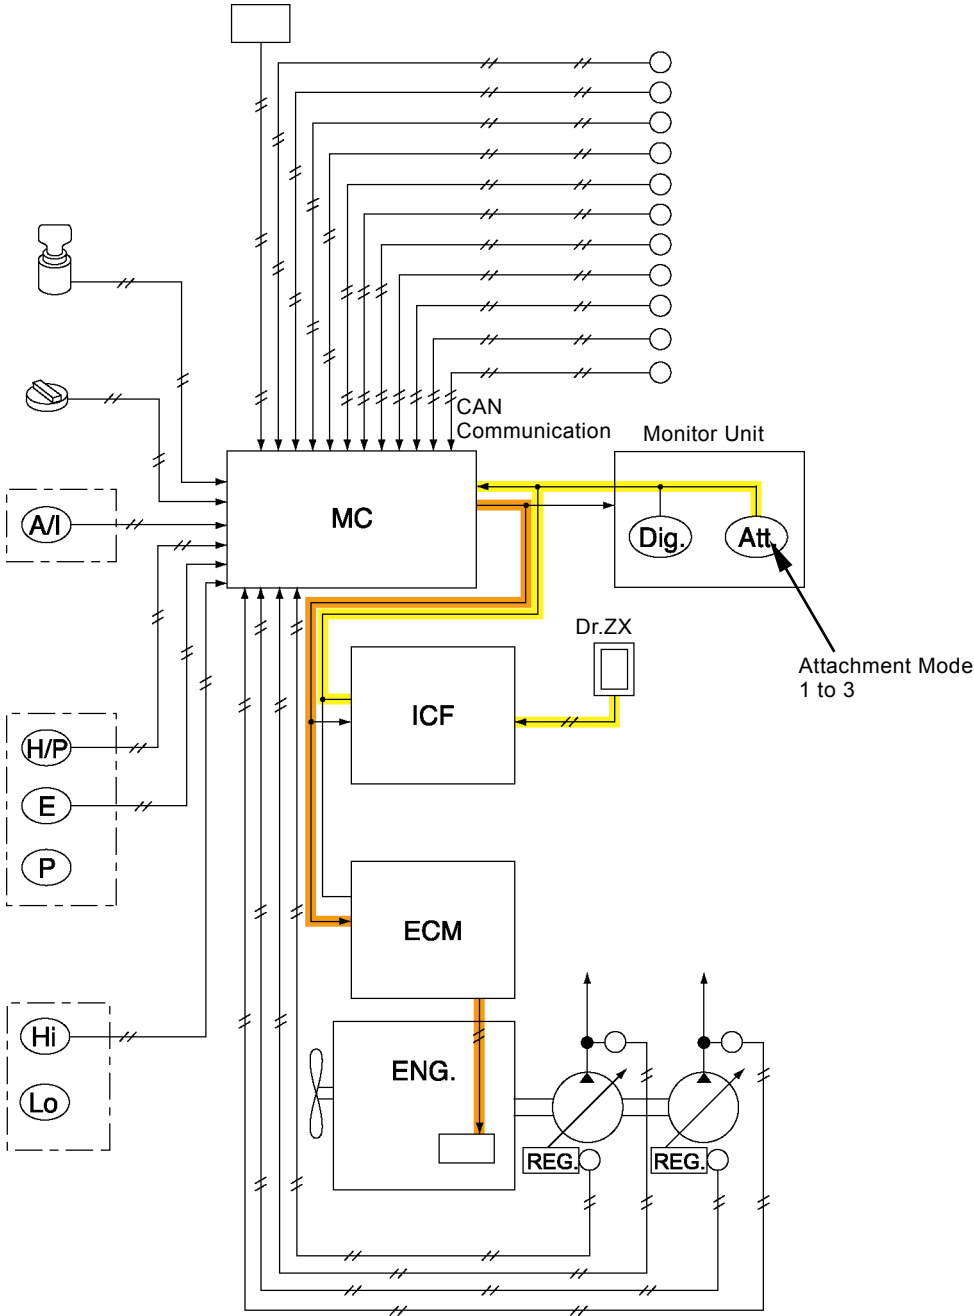 CAN
Communication
Monitor Unit
A/I
MC
Dig.
Att.
Dr.ZX
Attachment Mode
1 to 3
ICF
H/P
E
P
ECM
Hi
Lo
ENG.
REG.
REG.